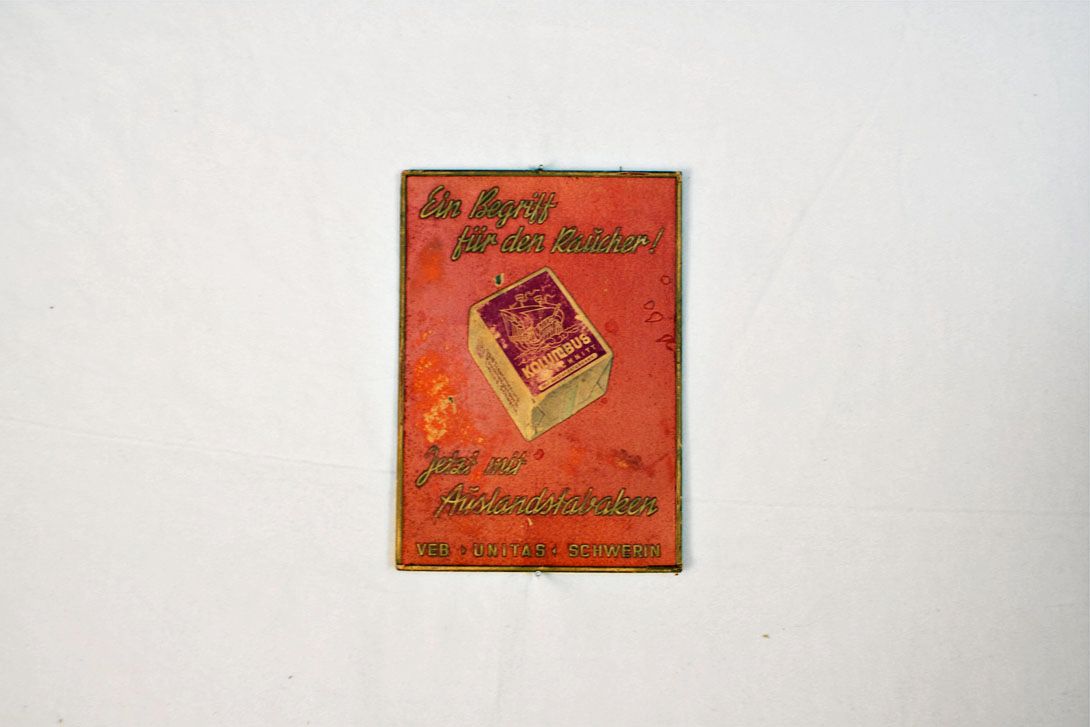 Ein Begriff
für den Raucher!
KOLUMBUS
Jetzt mit
Auslandstabaken
VEB UNITAS SCHWERIN